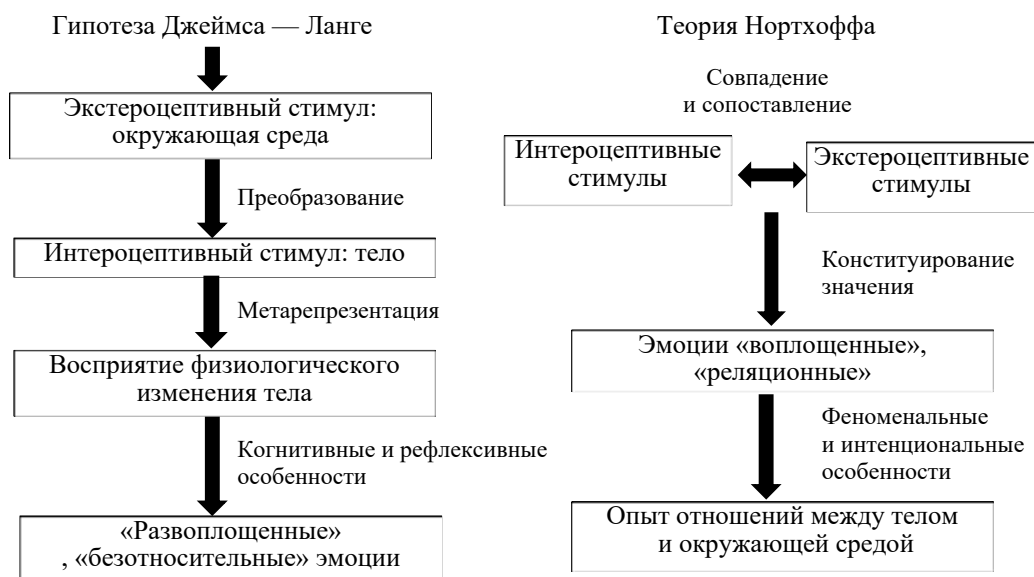 Гипотеза Джеймса — Ланге
Экстероцептивный стимул:
окружающая среда
Преобразование
Интероцептивный стимул: тело
Метарепрезентация
Восприятие физиологического
изменения тела
Когнитивные и рефлексивные
особенности
«Развоплощенные»
, «безотносительные» эмоции
Теория Нортхоффа
Совпадение
и сопоставление
Интероцептивные
стимулы
Экстероцептивные
стимулы
Конституирование
значения
Эмоции «воплощенные»,
«реляционные»
Феноменальные
и интенциональные
особенности
Опыт отношений между телом
и окружающей средой